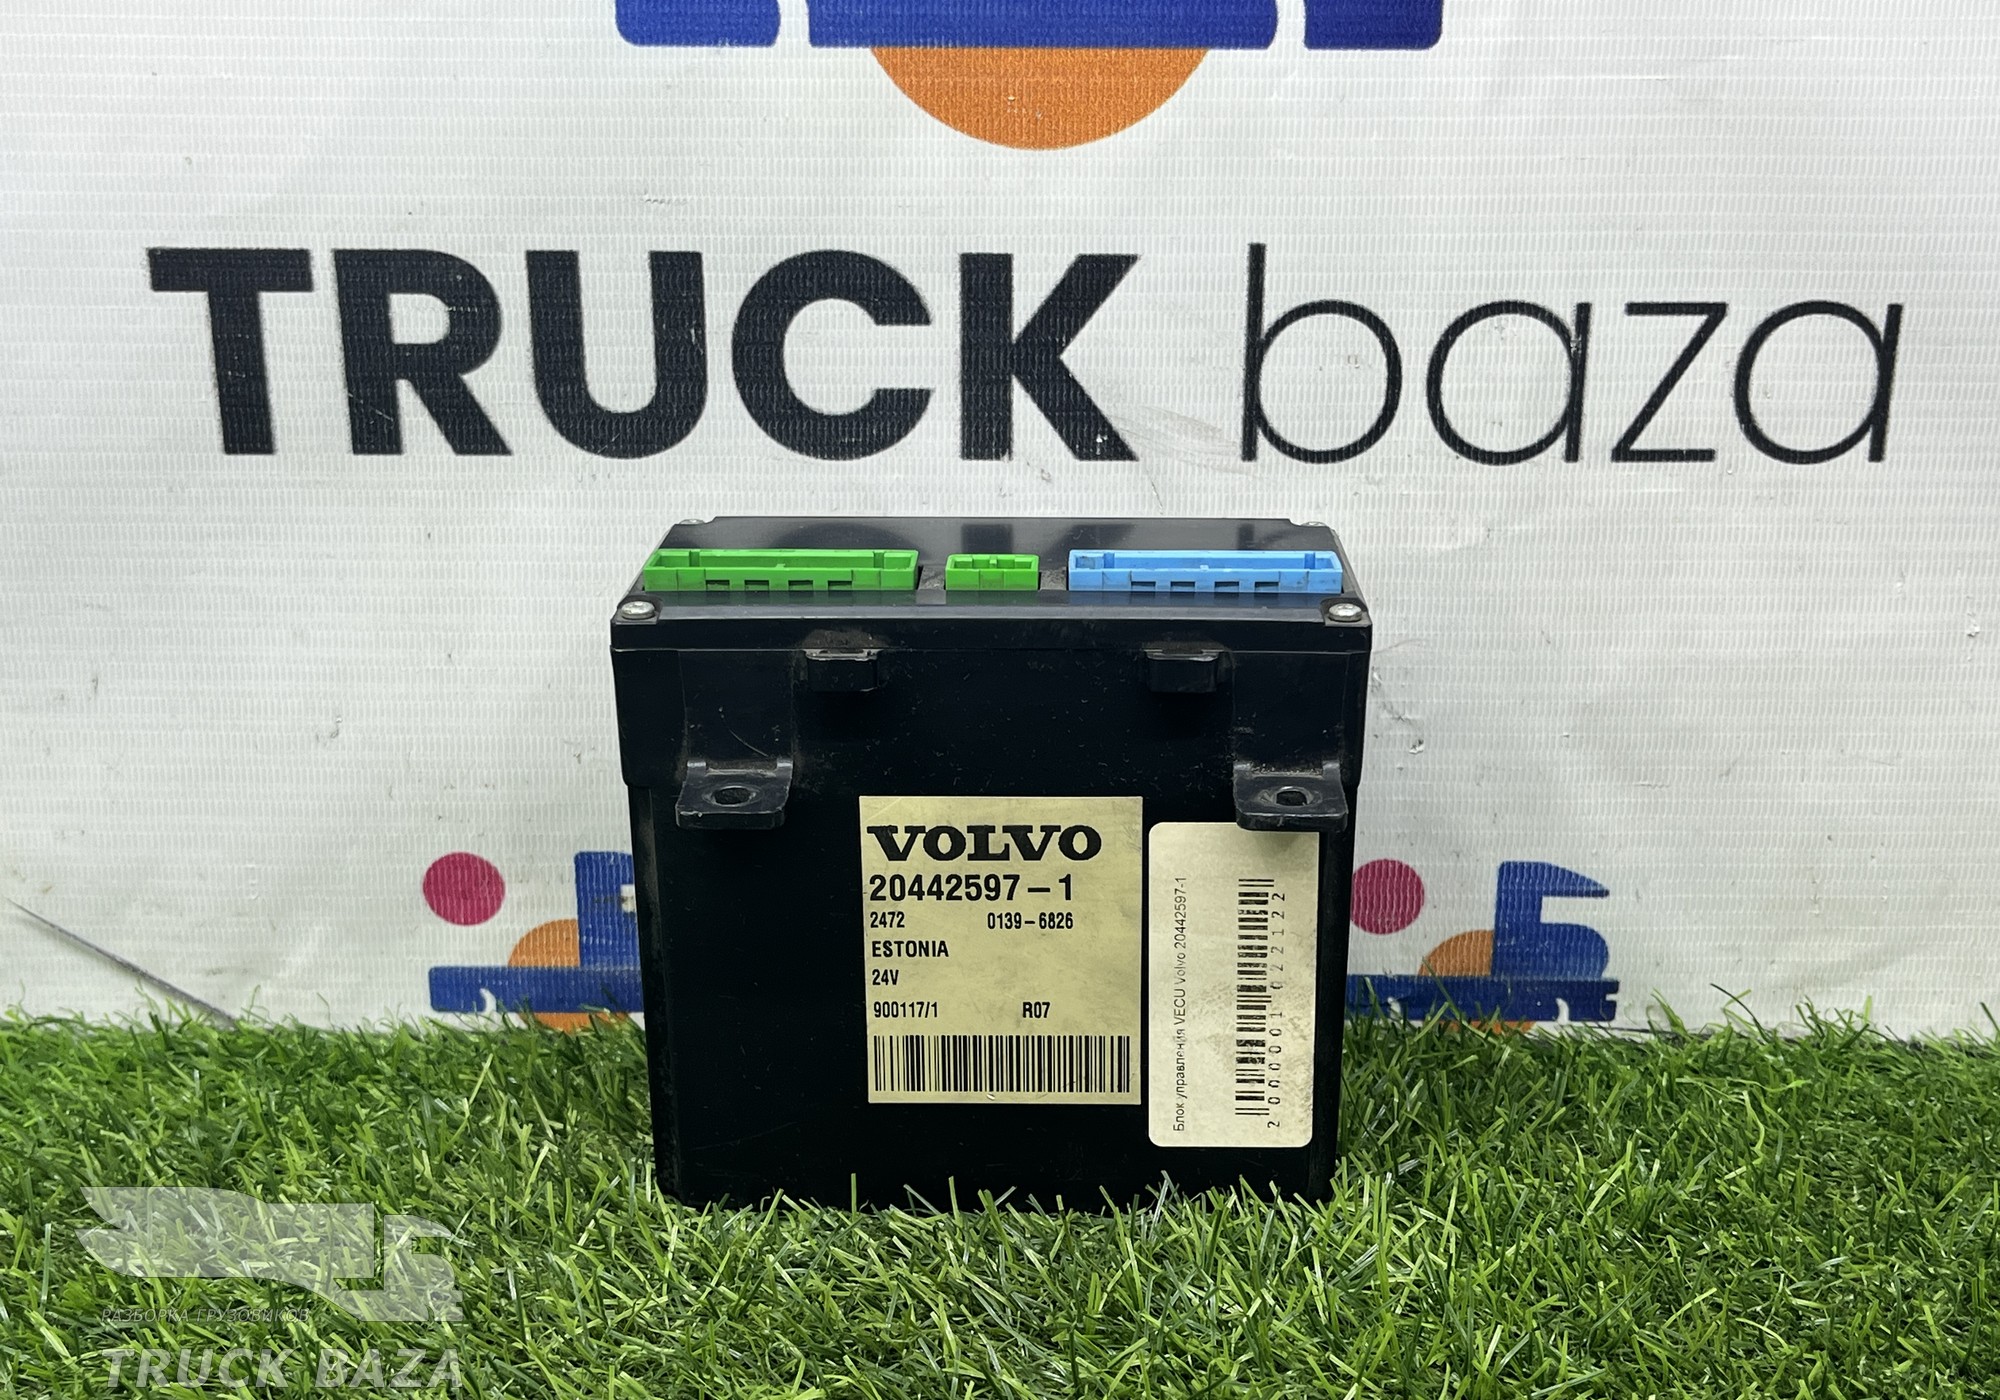 TRUCK baza
VOLVO
20442597-1
2472 0139-6826
ESTONIA
24V
900117/1 R07
Блок управления VECU Volvo 20442597-1
2000001022122
РАЗБОРКА ГРУЗОВИКОВ
TRUCK BAZA